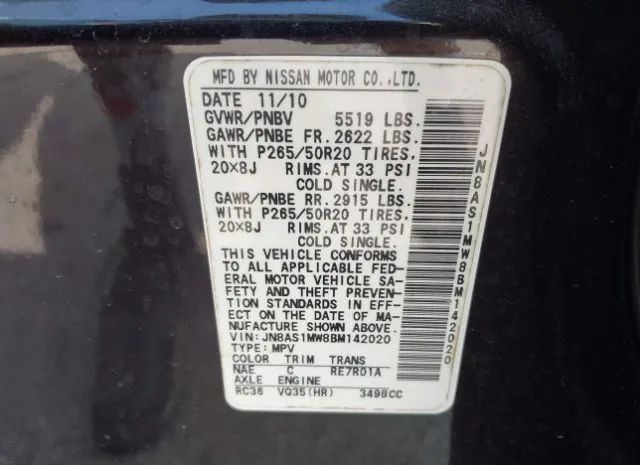 MFD BY NISSAN MOTOR CO.,LTD.
DATE 11/10
GVWR/PNBV 5519 LBS.
GAWR/PNBE FR. 2622 LBS.
WITH P265/50R20 TIRES,
20X8J RIMS.AT 33 PSI
COLD SINGLE.
GAWR/PNBE RR. 2915 LBS.
WITH P265/50R20 TIRES,
20X8J RIMS.AT 33 PSI
COLD SINGLE.
THIS VEHICLE CONFORMS
TO ALL APPLICABLE FED-
ERAL MOTOR VEHICLE SA-
FETY AND THEFT PREVEN-
TION STANDARDS IN EFF-
ECT ON THE DATE OF MA-
NUFACTURE SHOWN ABOVE.
VIN:JN8AS1MW8BM142020
TYPE:MPV
COLOR TRIM TRANS
NAE C RE7R01A
AXLE ENGINE
RC36 VQ35(HR) 3498CC
JN8AS1MW8BM142020